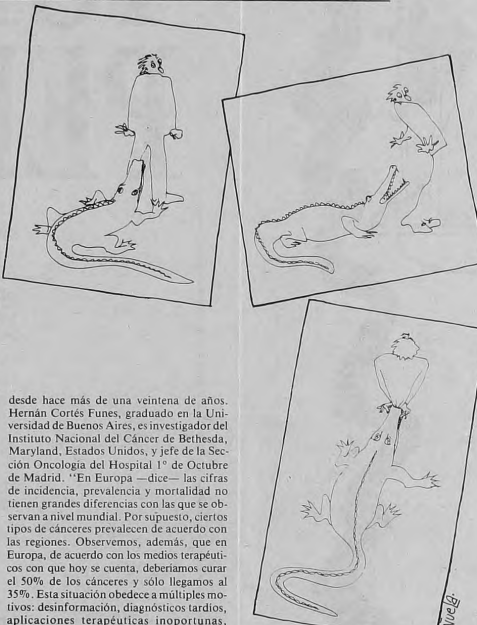 desde hace más de una veintena de años.
Hernán Cortés Funes, graduado en la Uni-
versidad de Buenos Aires, es investigador del
Instituto Nacional del Cáncer de Bethesda,
Maryland, Estados Unidos, y jefe de la Sec-
ción Oncología del Hospital 1º de Octubre
de Madrid. “En Europa —dice— las cifras
de incidencia, prevalencia y mortalidad no
tienen grandes diferencias con las que se ob-
servan a nivel mundial. Por supuesto, ciertos
tipos de cánceres prevalecen de acuerdo con
las regiones. Observemos, además, que en
Europa, de acuerdo con los medios terapéuti-
cos con que hoy se cuenta, deberíamos curar
el 50% de los cánceres y sólo llegamos al
35%. Esta situación obedece a múltiples mo-
tivos: desinformación, diagnósticos tardíos,
aplicaciones terapéuticas inoportunas,